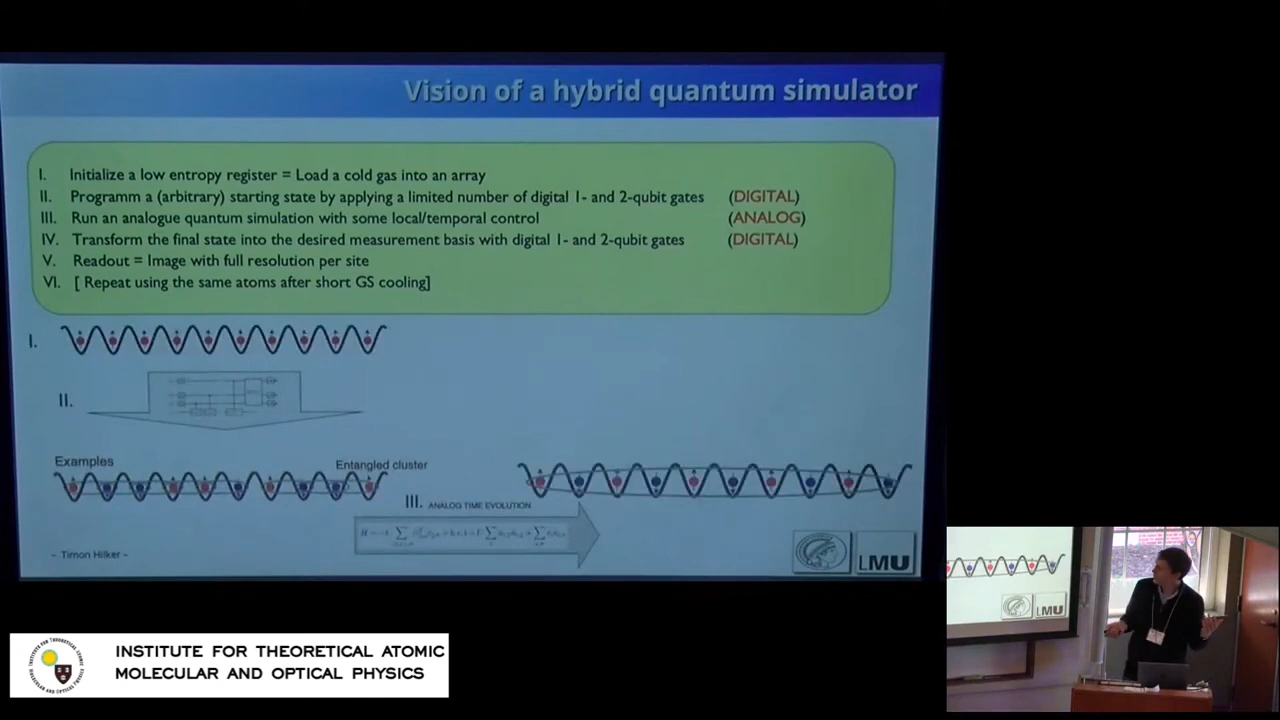 Vision of a hybrid quantum simulator
I. Initialize a low entropy register = Load a cold gas into an array
II. Programm a (arbitrary) starting state by applying a limited number of digital 1- and 2-qubit gates (DIGITAL)
III. Run an analogue quantum simulation with some local/temporal control (ANALOG)
IV. Transform the final state into the desired measurement basis with digital 1- and 2-qubit gates (DIGITAL)
V. Readout = Image with full resolution per site
VI. [ Repeat using the same atoms after short GS cooling]
I.
II.
Examples
Entangled cluster
III. ANALOG TIME EVOLUTION
– Timon Hilker –
LMU
LMU
INSTITUTE FOR THEORETICAL ATOMIC
MOLECULAR AND OPTICAL PHYSICS